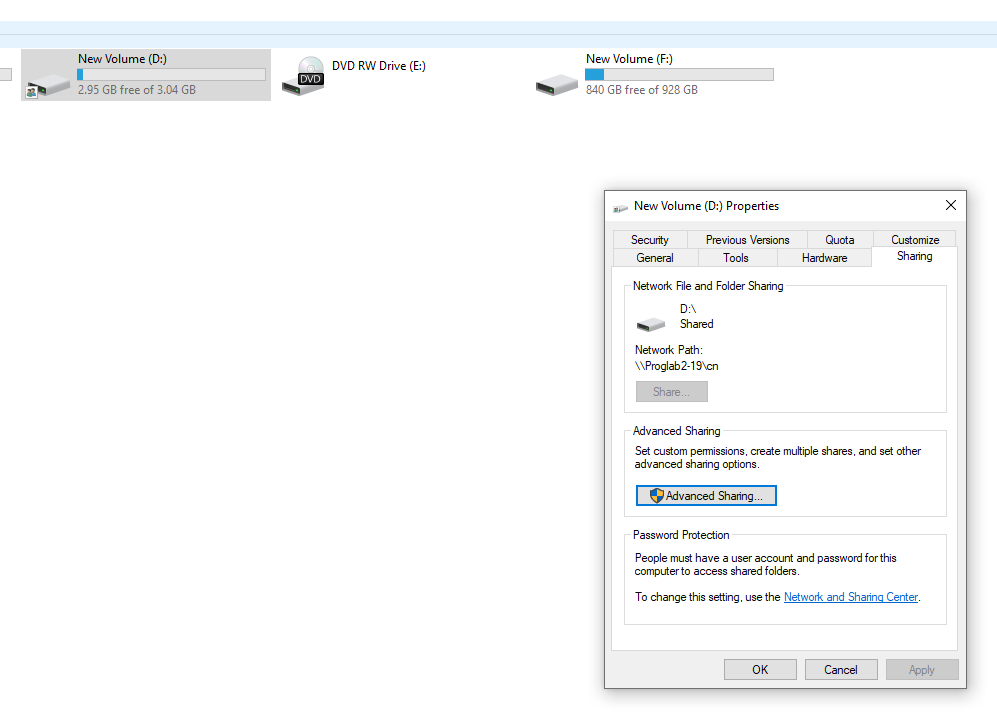 New Volume (D:)
2.95 GB free of 3.04 GB
DVD
DVD RW Drive (E:)
New Volume (F:)
840 GB free of 928 GB
New Volume (D:) Properties
Security
Previous Versions
Quota
Customize
General
Tools
Hardware
Sharing
Network File and Folder Sharing
D:\
Shared
Network Path:
\\Proglab2-19\cn
Share...
Advanced Sharing
Set custom permissions, create multiple shares, and set other
advanced sharing options.
Advanced Sharing...
Password Protection
People must have a user account and password for this
computer to access shared folders.
To change this setting, use the Network and Sharing Center.
OK
Cancel
Apply